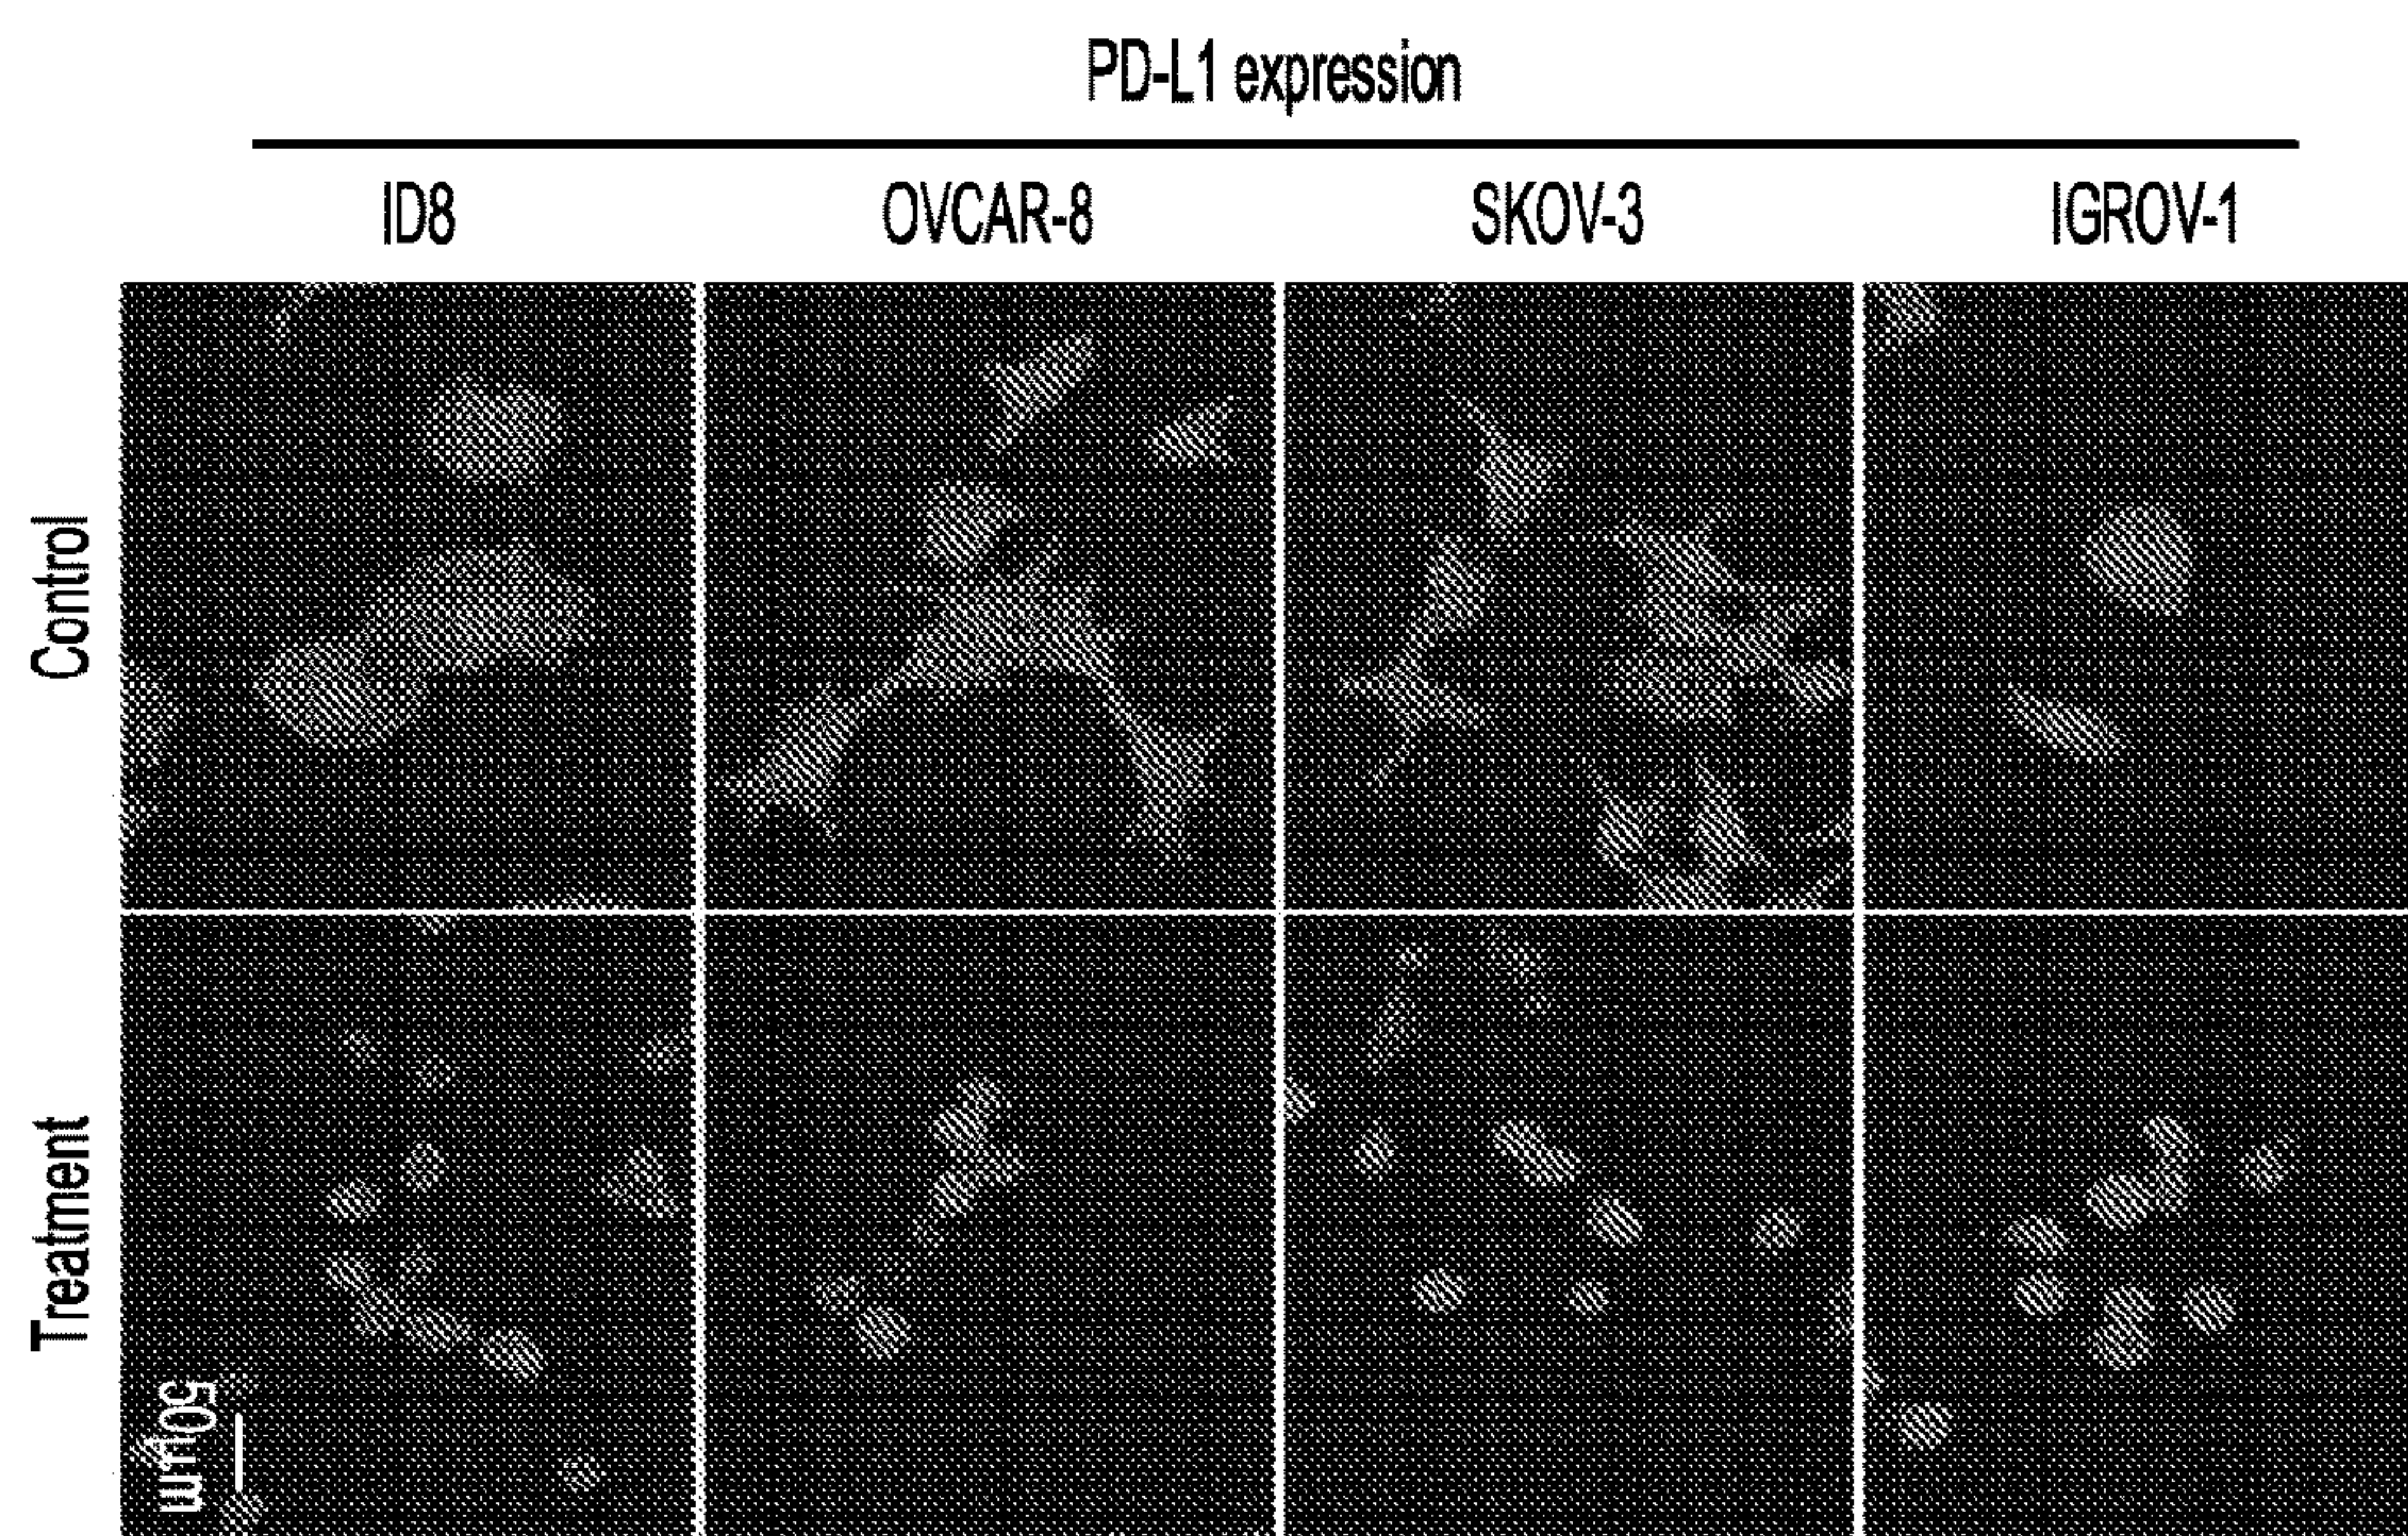 PD-L1 expression
ID8 OVCAR-8 SKOV-3 IGROV-1
Control
Treatment
50μm